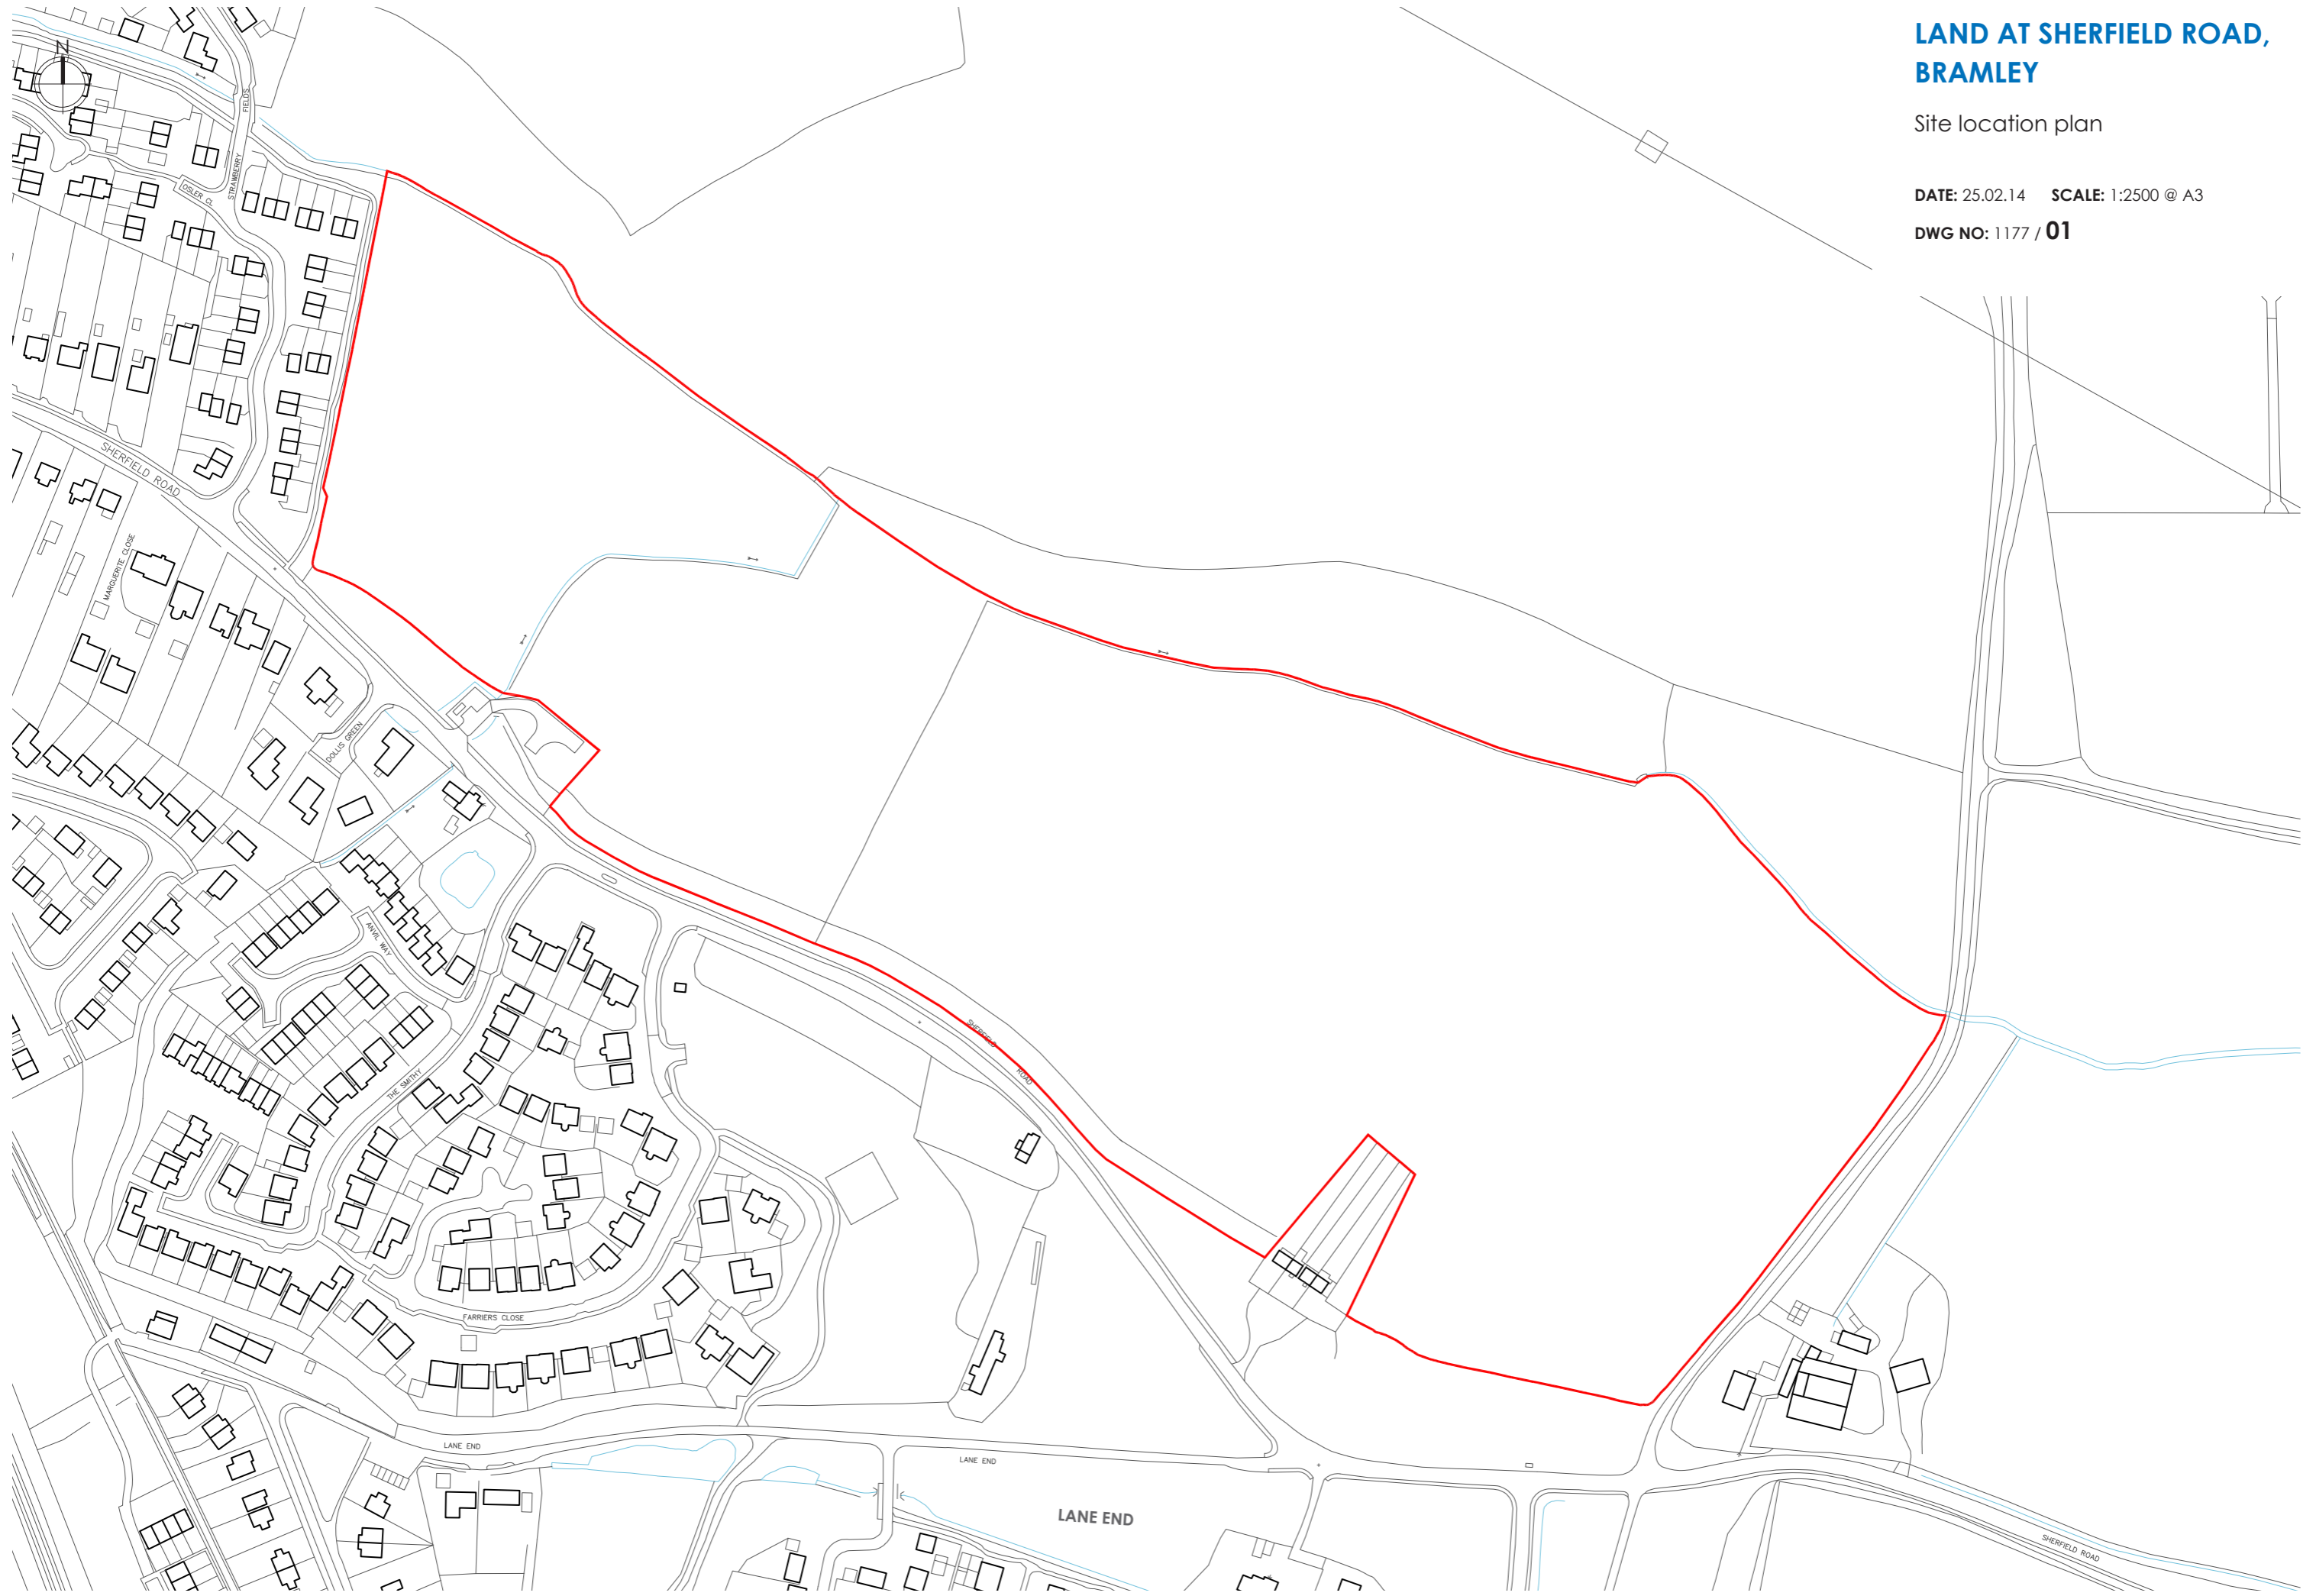 LAND AT SHERFIELD ROAD,
BRAMLEY
Site location plan
DATE: 25.02.14 SCALE: 1:2500 @ A3
DWG NO: 1177 / 01
N
STRAWBERRY FIELDS
OSLER CL
SHERFIELD ROAD
MARGUERITE CLOSE
DOLLIS GREEN
ANVIL WAY
THE SMITHY
SHERFIELD ROAD
FARRIERS CLOSE
LANE END
LANE END
LANE END
SHERFIELD ROAD